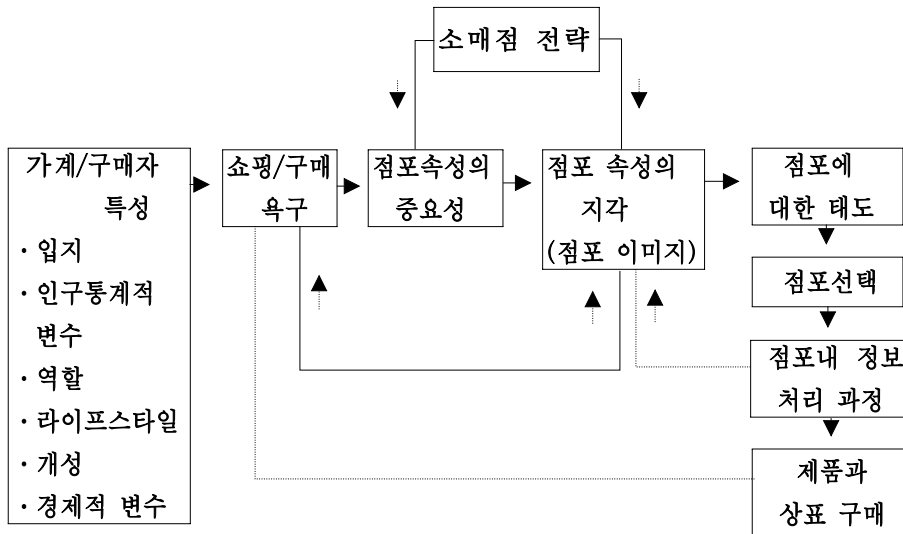 소매점 전략
가계/구매자
특성
· 입지
· 인구통계적
변수
· 역할
· 라이프스타일
· 개성
· 경제적 변수
쇼핑/구매
욕구
점포속성의
중요성
점포 속성의
지각
(점포 이미지)
점포에
대한 태도
점포선택
점포내 정보
처리 과정
제품과
상표 구매